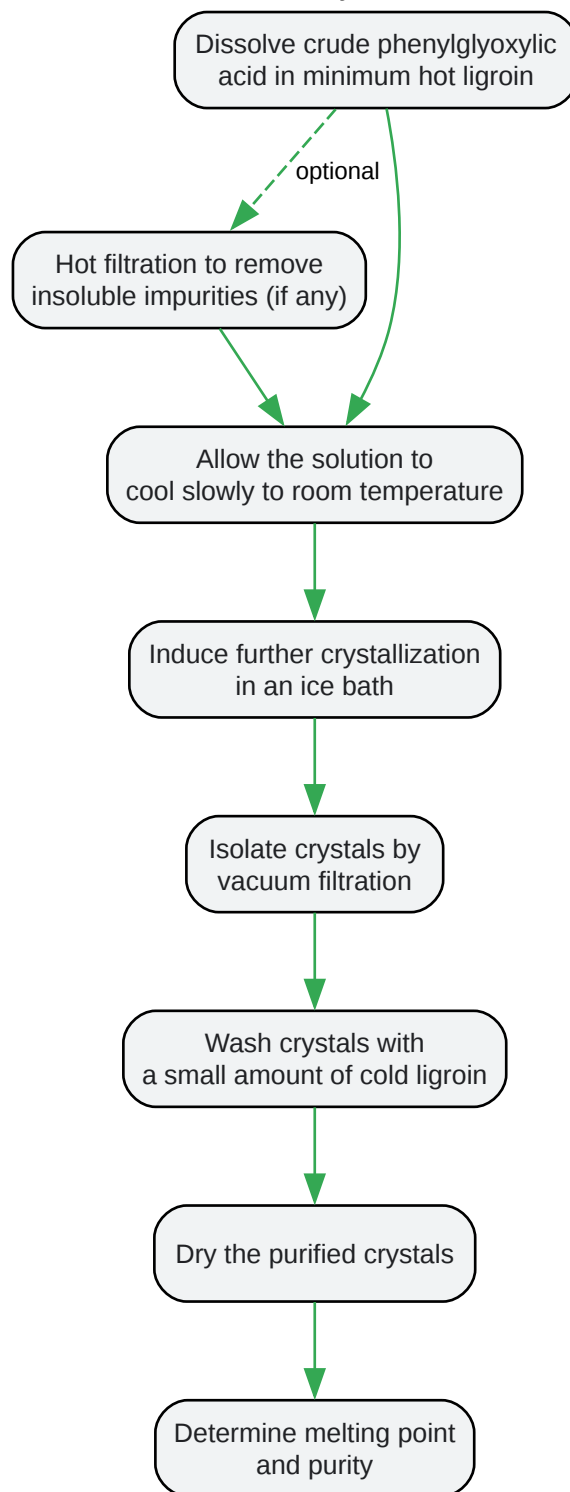 Dissolve crude phenylglyoxylic
acid in minimum hot ligroin
optional
Hot filtration to remove
insoluble impurities (if any)
Allow the solution to
cool slowly to room temperature
Induce further crystallization
in an ice bath
Isolate crystals by
vacuum filtration
Wash crystals with
a small amount of cold ligroin
Dry the purified crystals
Determine melting point
and purity